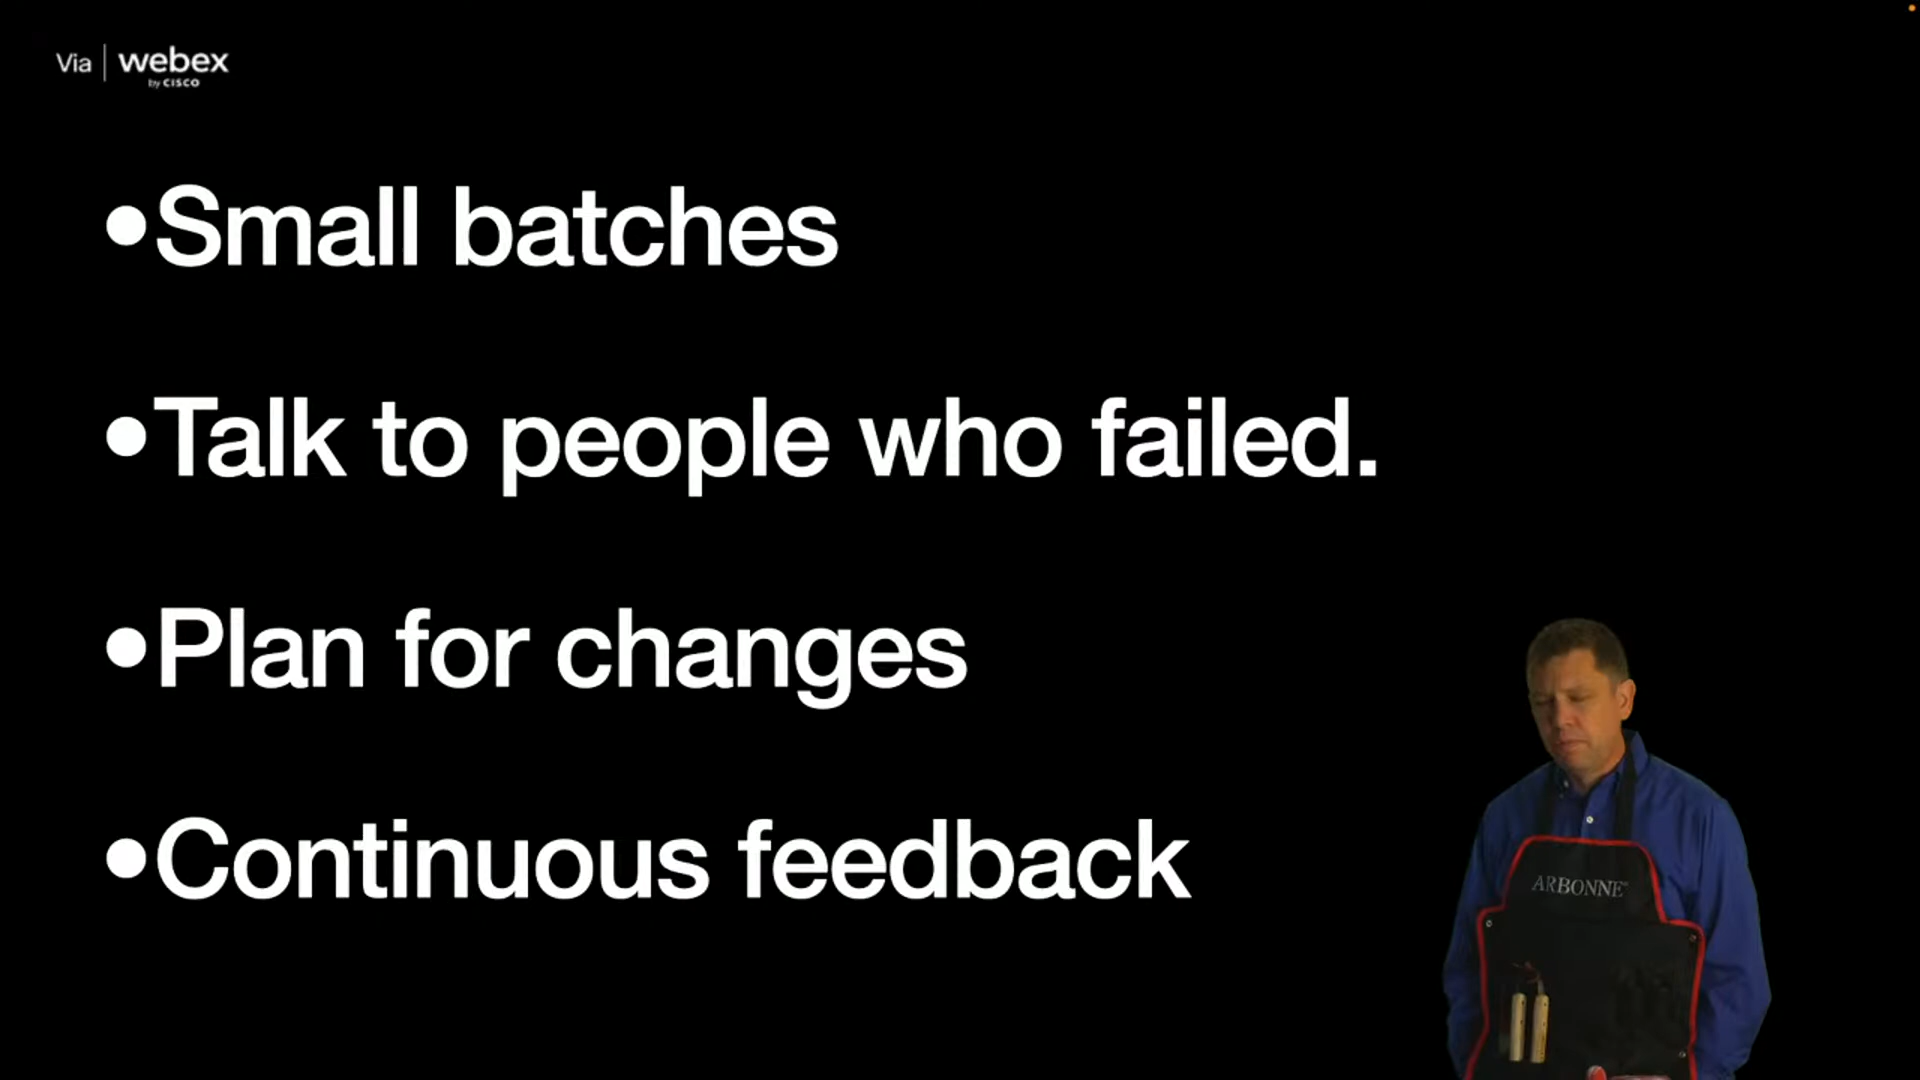 Via webex
by CISCO
•Small batches
•Talk to people who failed.
•Plan for changes
•Continuous feedback
ARBONNE